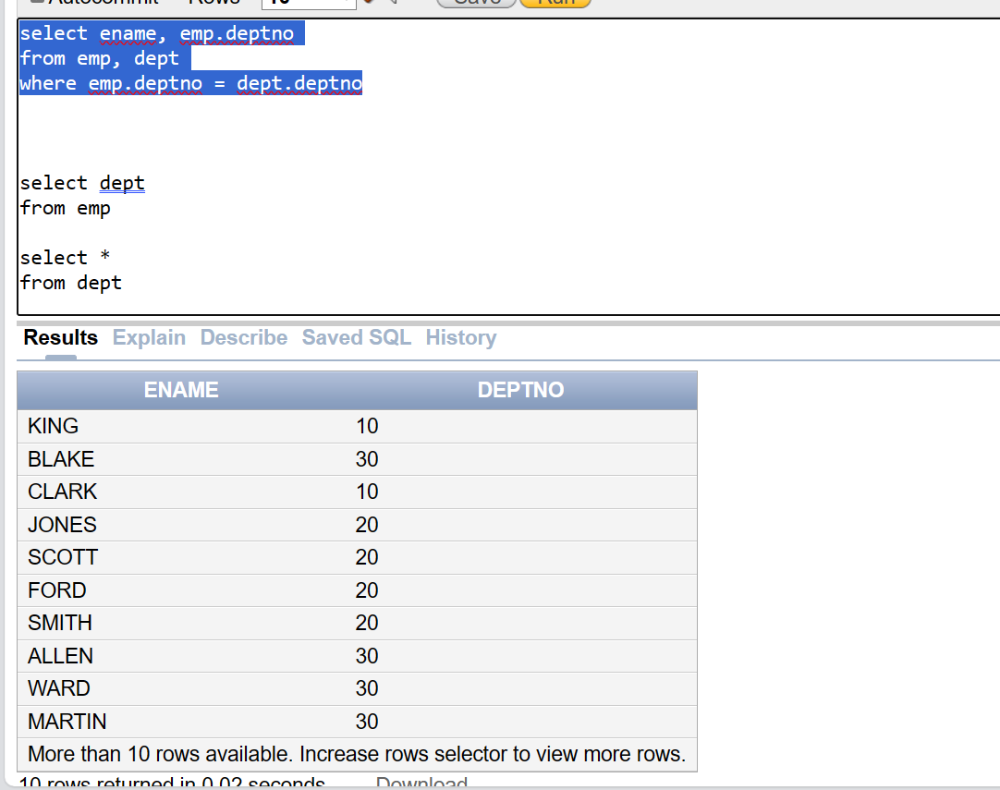 Autocommit Rows 10 Save Run
select ename, emp.deptno
from emp, dept
where emp.deptno = dept.deptno
select dept
from emp
select *
from dept
Results Explain Describe Saved SQL History
ENAME DEPTNO
KING 10
BLAKE 30
CLARK 10
JONES 20
SCOTT 20
FORD 20
SMITH 20
ALLEN 30
WARD 30
MARTIN 30
More than 10 rows available. Increase rows selector to view more rows.
10 rows returned in 0.02 seconds Download